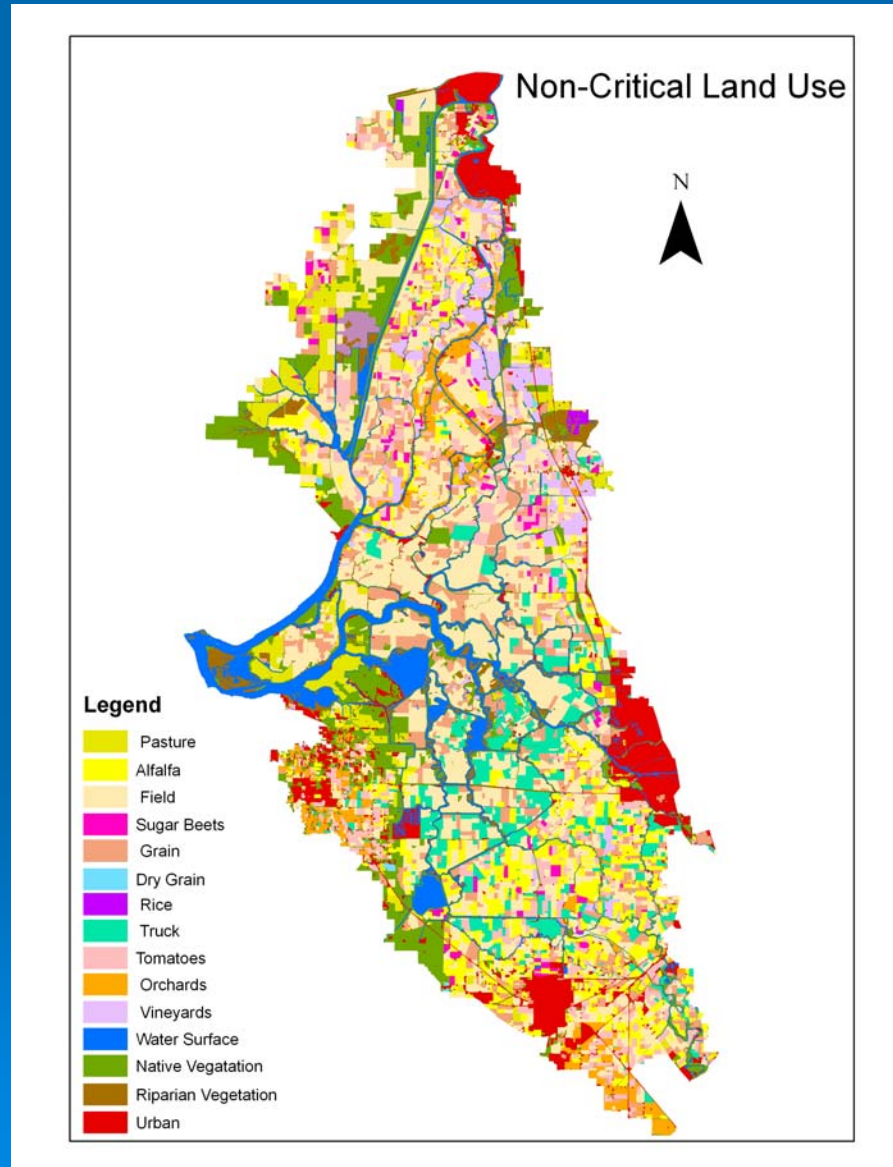 Non-Critical Land Use
N
Legend
Pasture
Alfalfa
Field
Sugar Beets
Grain
Dry Grain
Rice
Truck
Tomatoes
Orchards
Vineyards
Water Surface
Native Vegatation
Riparian Vegetation
Urban